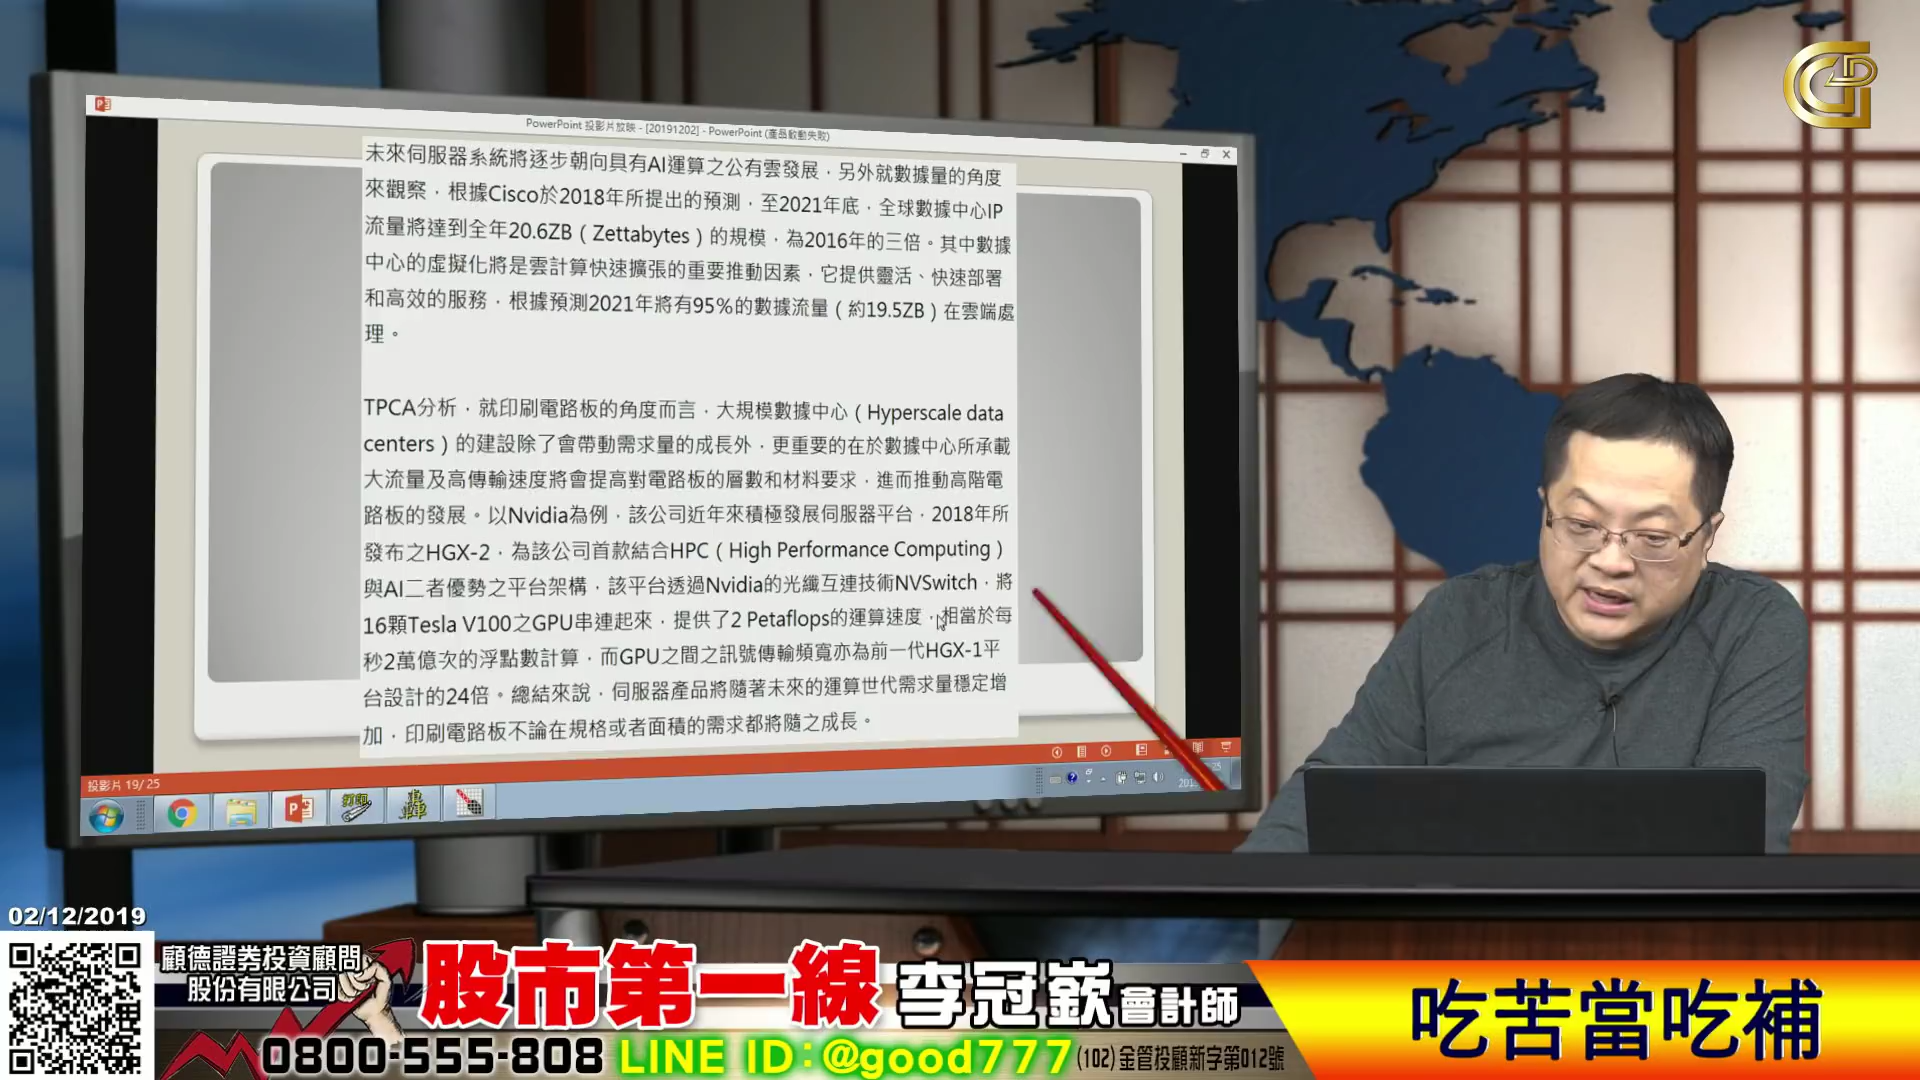 PowerPoint 投影片放映 - [20191202] - PowerPoint (產品啟動失敗)
未來伺服器系統將逐步朝向具有AI運算之公有雲發展，另外就數據量的角度
來觀察，根據Cisco於2018年所提出的預測，至2021年底，全球數據中心IP
流量將達到全年20.6ZB（Zettabytes）的規模，為2016年的三倍。其中數據
中心的虛擬化將是雲計算快速擴張的重要推動因素，它提供靈活、快速部署
和高效的服務，根據預測2021年將有95%的數據流量（約19.5ZB）在雲端處
理。
TPCA分析，就印刷電路板的角度而言，大規模數據中心（Hyperscale data
centers）的建設除了會帶動需求量的成長外，更重要的在於數據中心所承載
大流量及高傳輸速度將會提高對電路板的層數和材料要求，進而推動高階電
路板的發展。以Nvidia為例，該公司近年來積極發展伺服器平台，2018年所
發布之HGX-2，為該公司首款結合HPC（High Performance Computing）
與AI二者優勢之平台架構，該平台透過Nvidia的光纖互連技術NVSwitch，將
16顆Tesla V100之GPU串連起來，提供了2 Petaflops的運算速度，相當於每
秒2萬億次的浮點數計算，而GPU之間之訊號傳輸頻寬亦為前一代HGX-1平
台設計的24倍。總結來說，伺服器產品將隨著未來的運算世代需求量穩定增
加，印刷電路板不論在規格或者面積的需求都將隨之成長。
投影片 19/25
02/12/2019
顧德證券投資顧問
股份有限公司
股市第一線 李冠嶔 會計師
0800-555-808 LINE ID:@good777 (102)金管投顧新字第012號
吃苦當吃補